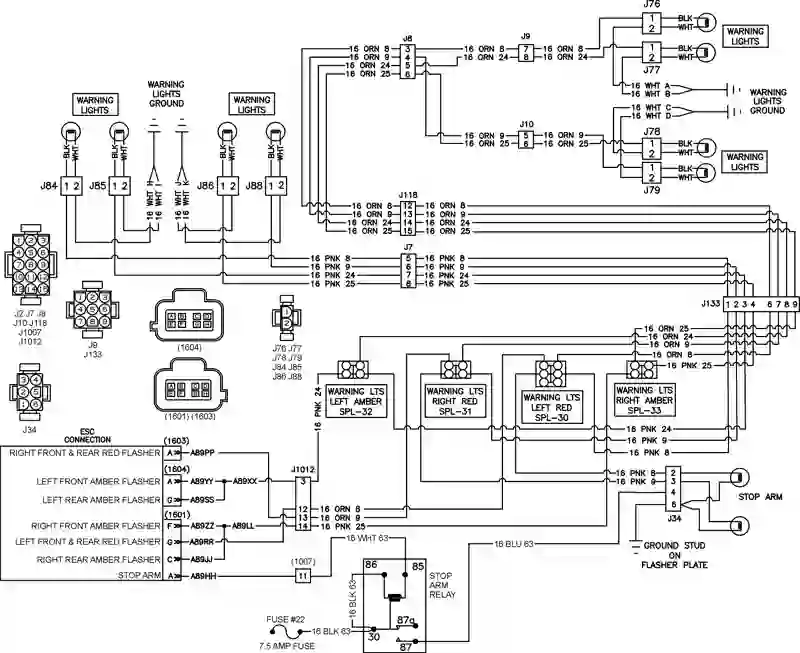 J76
1 BLK
2 WHT
WARNING LIGHTS
1
2
J77
J9
16 ORN 8 7
16 ORN 24 8
J8
16 ORN 8 3 16 ORN 8
16 ORN 9 4
16 ORN 24 5 16 ORN 24
16 ORN 25 6
BLK
WHT
16 WHT A
16 WHT B
16 WHT C
16 WHT D
WARNING LIGHTS GROUND
J10
16 ORN 9 5
16 ORN 25 6
J78
1 BLK
2 WHT
1 BLK
2 WHT
J79
WARNING LIGHTS
WARNING LIGHTS
WARNING LIGHTS GROUND
WARNING LIGHTS
BLK WHT BLK WHT
16 WHT H
16 WHT I
16 WHT J
16 WHT K
BLK WHT BLK WHT
J84 1 2
J85 1 2
J86 1 2
J88 1 2
J118
16 ORN 8 12 16 ORN 8
16 ORN 9 13 16 ORN 9
16 ORN 24 14 16 ORN 24
16 ORN 25 15 16 ORN 25
J7
16 PNK 8 5 16 PNK 8
16 PNK 9 6 16 PNK 9
16 PNK 24 7 16 PNK 24
16 PNK 25 8 16 PNK 25
J133 1 2 3 4 6 7 8 9
J2 J7 J8
J10 J118
J1007
J1012
J9
J133
(1604)
(1601) (1603)
J76 J77
J78 J79
J84 J85
J86 J88
J34
16 ORN 25
16 ORN 24
16 ORN 9
16 ORN 8
16 PNK 25
WARNING LTS LEFT AMBER SPL-32
WARNING LTS RIGHT RED SPL-31
WARNING LTS LEFT RED SPL-30
WARNING LTS RIGHT AMBER SPL-33
16 PNK 24
16 PNK 24
16 PNK 9
16 PNK 8
ESC CONNECTION
(1603)
RIGHT FRONT & REAR RED FLASHER A A89PP
(1604)
LEFT FRONT AMBER FLASHER A A89YY A89XX
LEFT REAR AMBER FLASHER G A89SS
(1601)
RIGHT FRONT AMBER FLASHER F A89ZZ A89LL
LEFT FRONT & REAR RED FLASHER G A89RR
RIGHT REAR AMBER FLASHER C A89JJ
STOP ARM A A89HH
J1012
3
12 16 ORN 8
13 16 ORN 9
14 16 PNK 25
(1007)
11
16 WHT 63
16 PNK 8 2
16 PNK 9 3
4
6
J34
STOP ARM
GROUND STUD ON FLASHER PLATE
16 BLU 63
16 BLK 63
86 85
STOP ARM RELAY
87a
30
87
FUSE #22
16 BLK 63
7.5 AMP FUSE